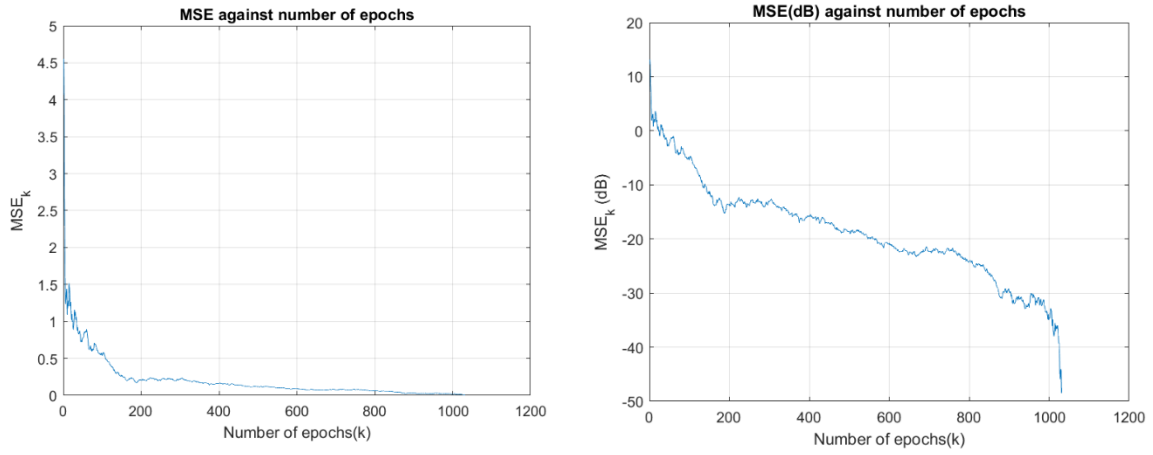 MSE against number of epochs
5
4.5
4
3.5
3
2.5
2
1.5
1
0.5
0
MSE_k
0 200 400 600 800 1000 1200
Number of epochs(k)
MSE(dB) against number of epochs
20
10
0
-10
-20
-30
-40
-50
MSE_k (dB)
0 200 400 600 800 1000 1200
Number of epochs(k)